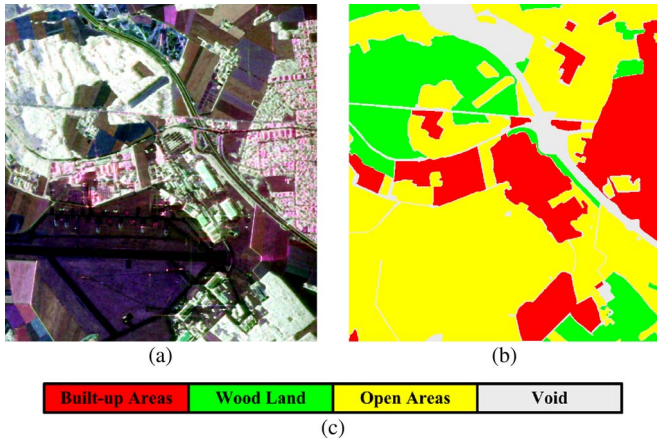 (a)
(b)
Built-up Areas
Wood Land
Open Areas
Void
(c)